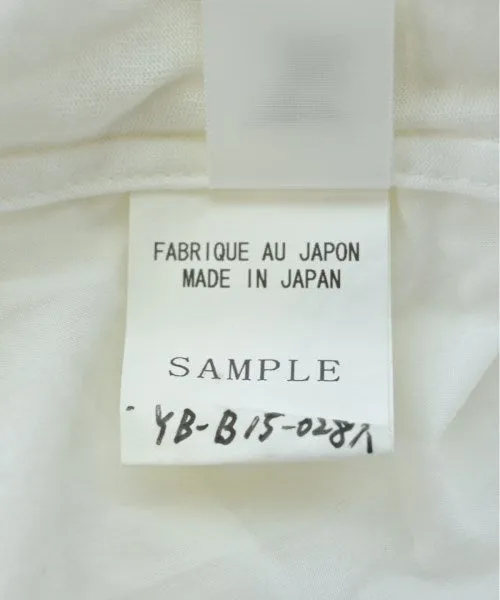 FABRIQUE AU JAPON
MADE IN JAPAN
SAMPLE
YB-B15-028